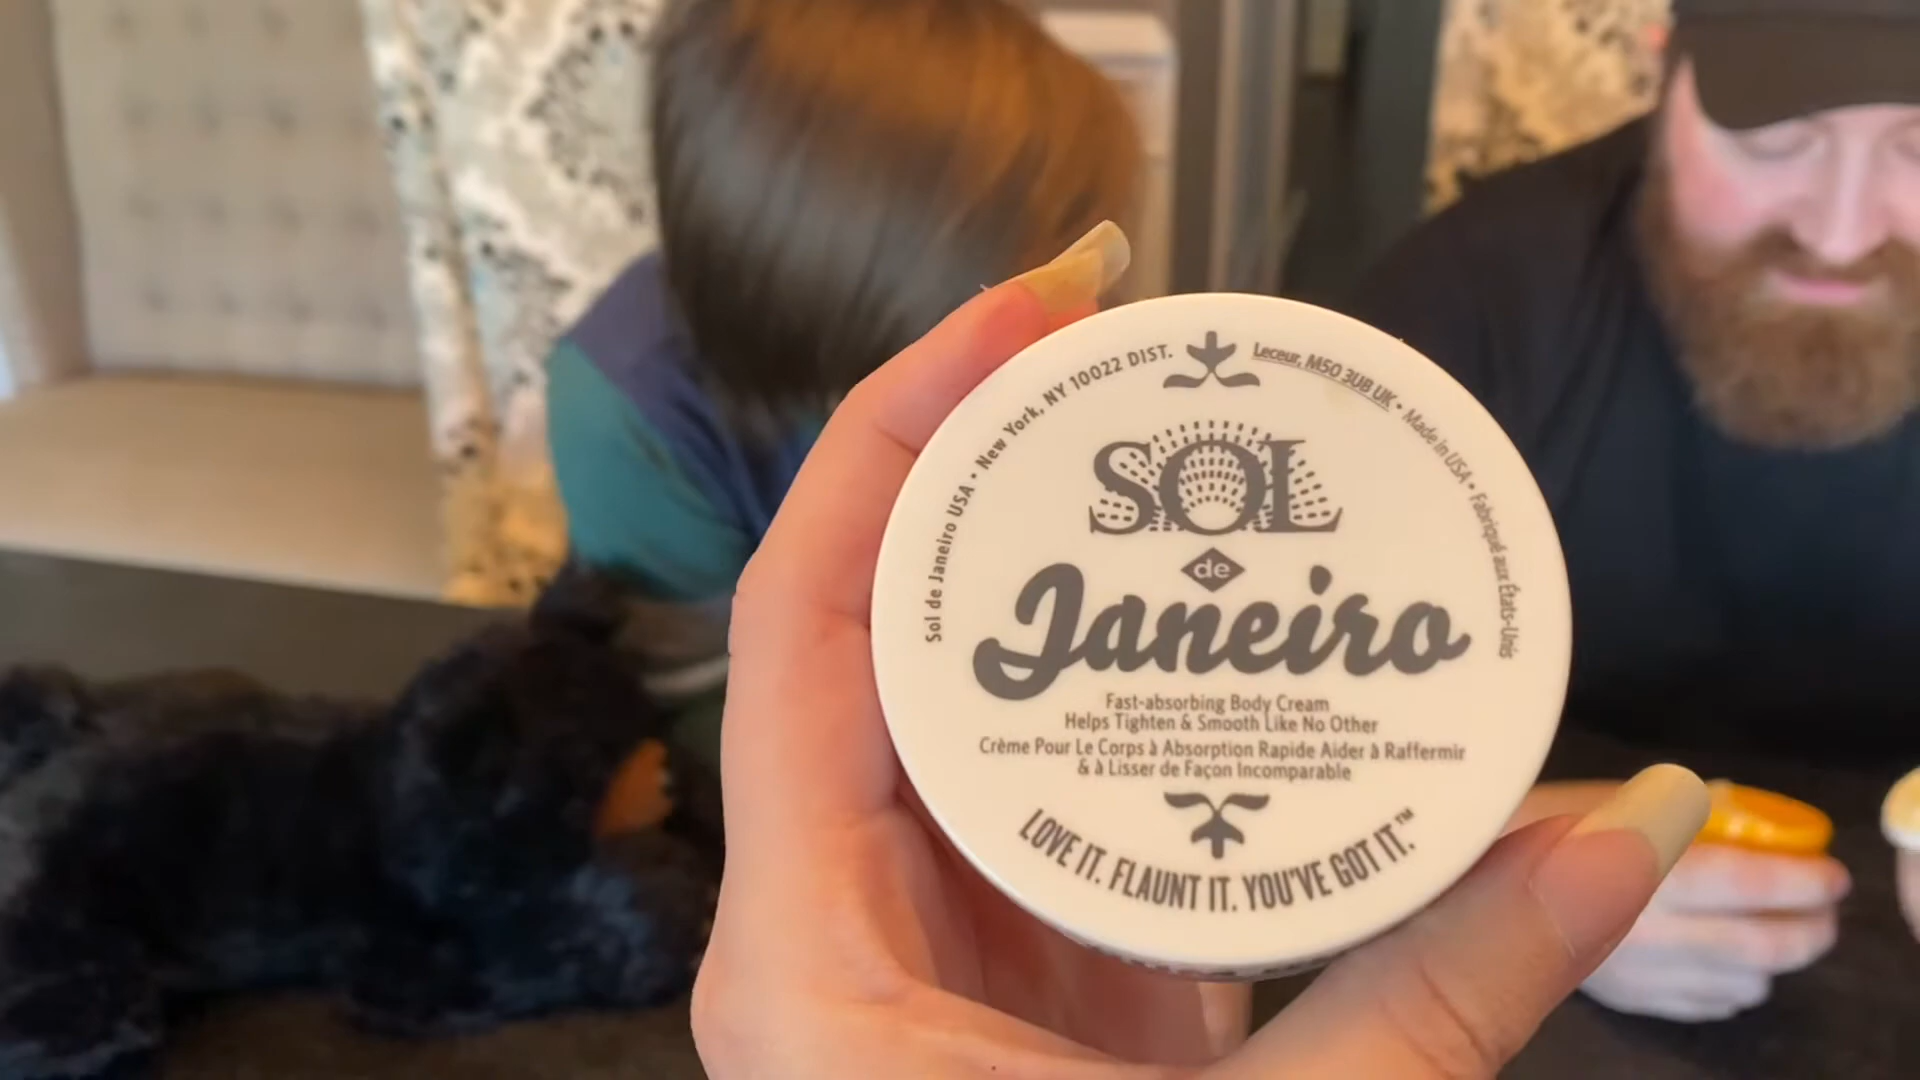 Sol de Janeiro USA • New York, NY 10022 DIST.
Leceur, M50 3UB UK • Made in USA • Fabriqué aux États-Unis
SOL
de
Janeiro
Fast-absorbing Body Cream
Helps Tighten & Smooth Like No Other
Crème Pour Le Corps à Absorption Rapide Aider à Raffermir
& à Lisser de Façon Incomparable
LOVE IT. FLAUNT IT. YOU'VE GOT IT.™